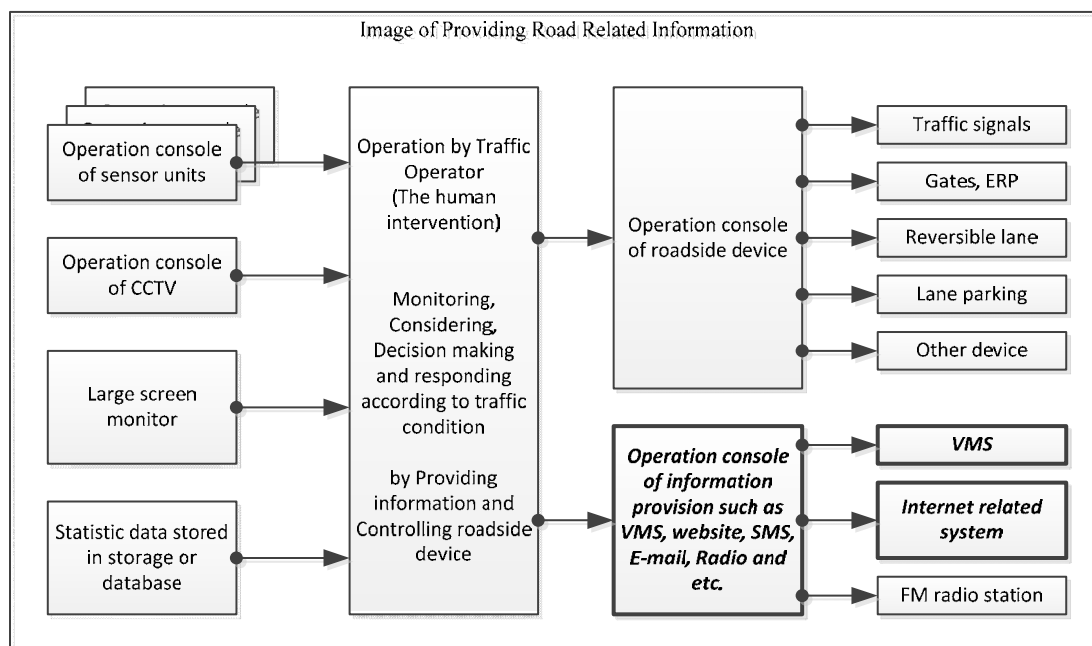 Image of Providing Road Related Information
Operation console
of sensor units
Operation console
of CCTV
Large screen
monitor
Statistic data stored
in storage or
database
Operation by Traffic
Operator
(The human
intervention)
Monitoring,
Considering,
Decision making
and responding
according to traffic
condition
by Providing
information and
Controlling roadside
device
Operation console
of roadside device
Traffic signals
Gates, ERP
Reversible lane
Lane parking
Other device
Operation console
of information
provision such as
VMS, website, SMS,
E-mail, Radio and
etc.
VMS
Internet related
system
FM radio station